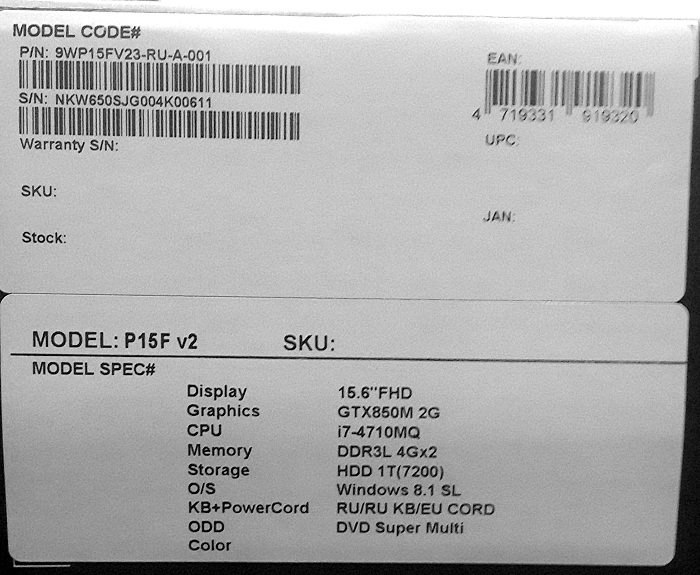 MODEL CODE#
P/N: 9WP15FV23-RU-A-001
S/N: NKW650SJG004K00611
Warranty S/N:
SKU:
Stock:
EAN:
4 719331 919320
UPC:
JAN:
MODEL: P15F v2 SKU:
MODEL SPEC#
Display 15.6"FHD
Graphics GTX850M 2G
CPU i7-4710MQ
Memory DDR3L 4Gx2
Storage HDD 1T(7200)
O/S Windows 8.1 SL
KB+PowerCord RU/RU KB/EU CORD
ODD DVD Super Multi
Color